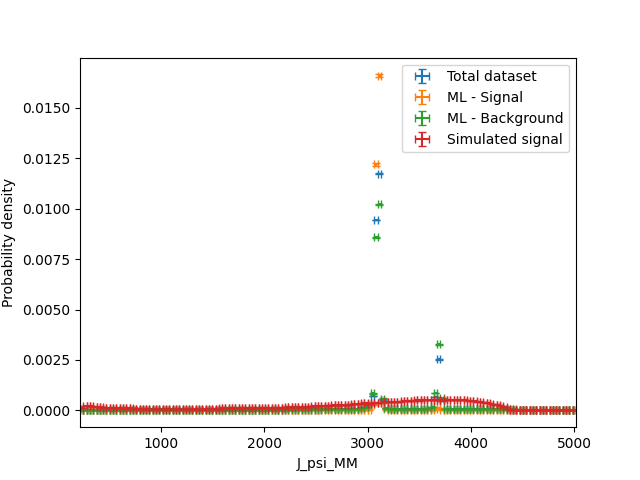 Total dataset
ML - Signal
ML - Background
Simulated signal
Probability density
0.0150
0.0125
0.0100
0.0075
0.0050
0.0025
0.0000
1000 2000 3000 4000 5000
J_psi_MM